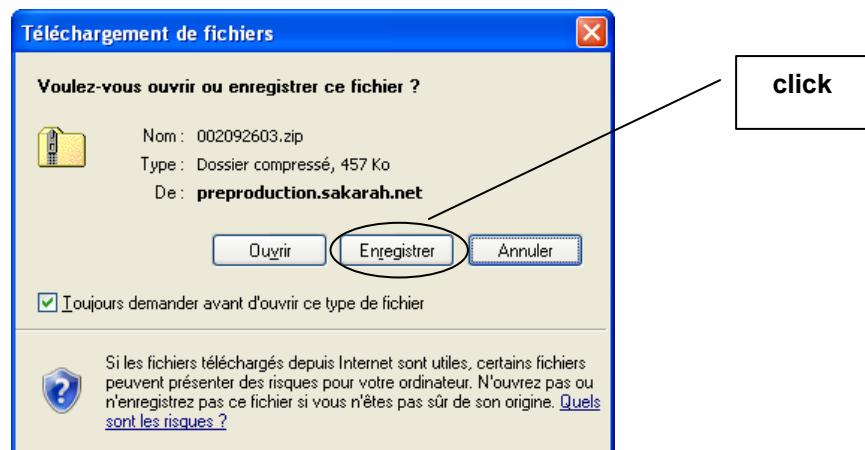 Téléchargement de fichiers
Voulez-vous ouvrir ou enregistrer ce fichier ?
click
Nom : 002092603.zip
Type : Dossier compressé, 457 Ko
De : preproduction.sakarah.net
Ouvrir Enregistrer Annuler
Toujours demander avant d'ouvrir ce type de fichier
Si les fichiers téléchargés depuis Internet sont utiles, certains fichiers
peuvent présenter des risques pour votre ordinateur. N'ouvrez pas ou
n'enregistrez pas ce fichier si vous n'êtes pas sûr de son origine. Quels
sont les risques ?